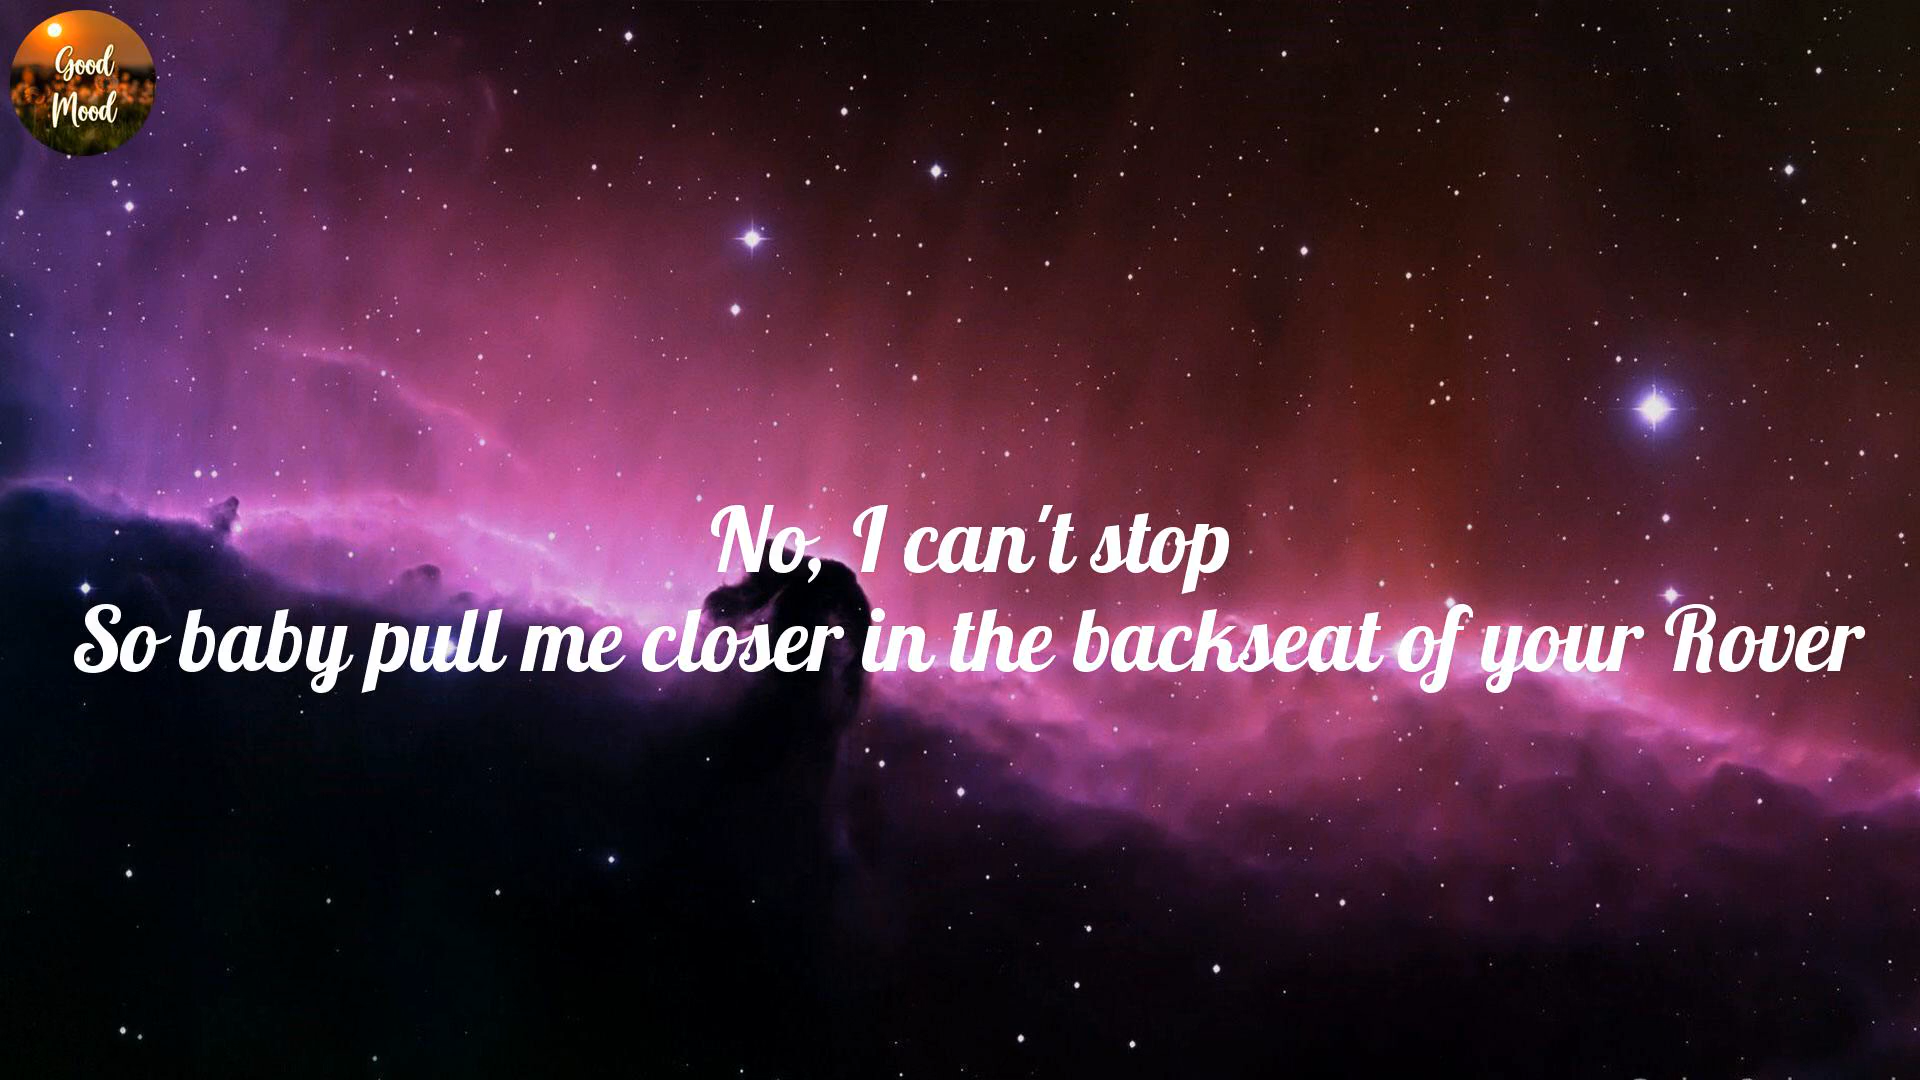 Good
Mood
No, I can't stop
So baby pull me closer in the backseat of your Rover